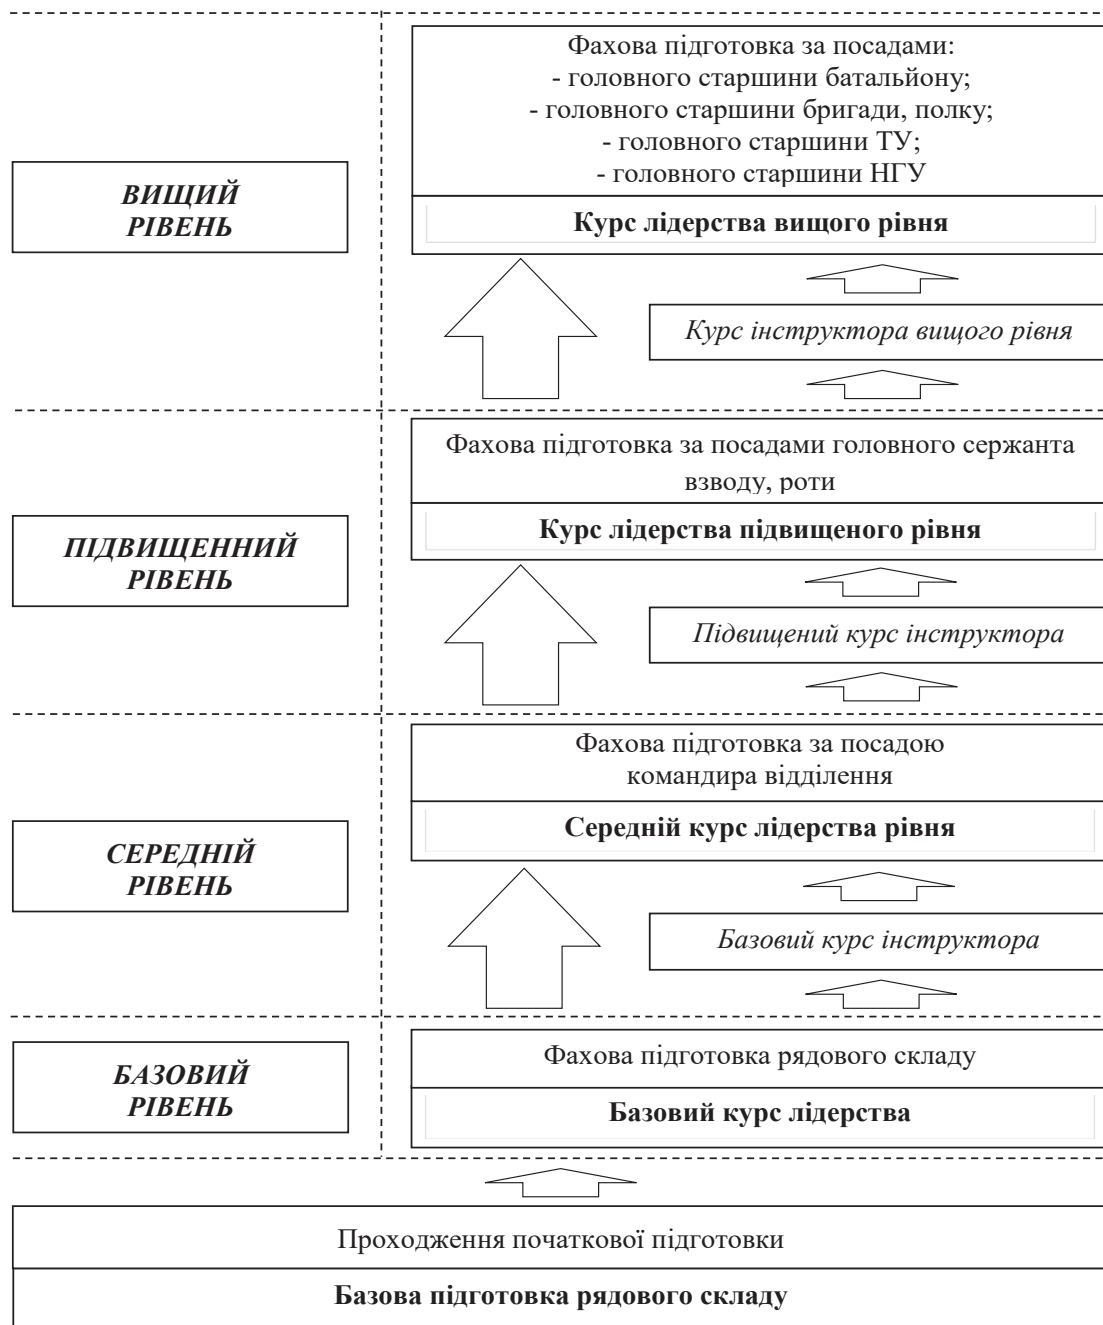 Фахова підготовка за посадами:
- головного старшини батальйону;
- головного старшини бригади, полку;
- головного старшини ТУ;
- головного старшини НГУ
ВИЩИЙ
РІВЕНЬ
Курс лідерства вищого рівня
Курс інструктора вищого рівня
Фахова підготовка за посадами головного сержанта
взводу, роти
ПІДВИЩЕННИЙ
РІВЕНЬ
Курс лідерства підвищеного рівня
Підвищений курс інструктора
Фахова підготовка за посадою
командира відділення
СЕРЕДНІЙ
РІВЕНЬ
Середній курс лідерства рівня
Базовий курс інструктора
БАЗОВИЙ
РІВЕНЬ
Фахова підготовка рядового складу
Базовий курс лідерства
Проходження початкової підготовки
Базова підготовка рядового складу